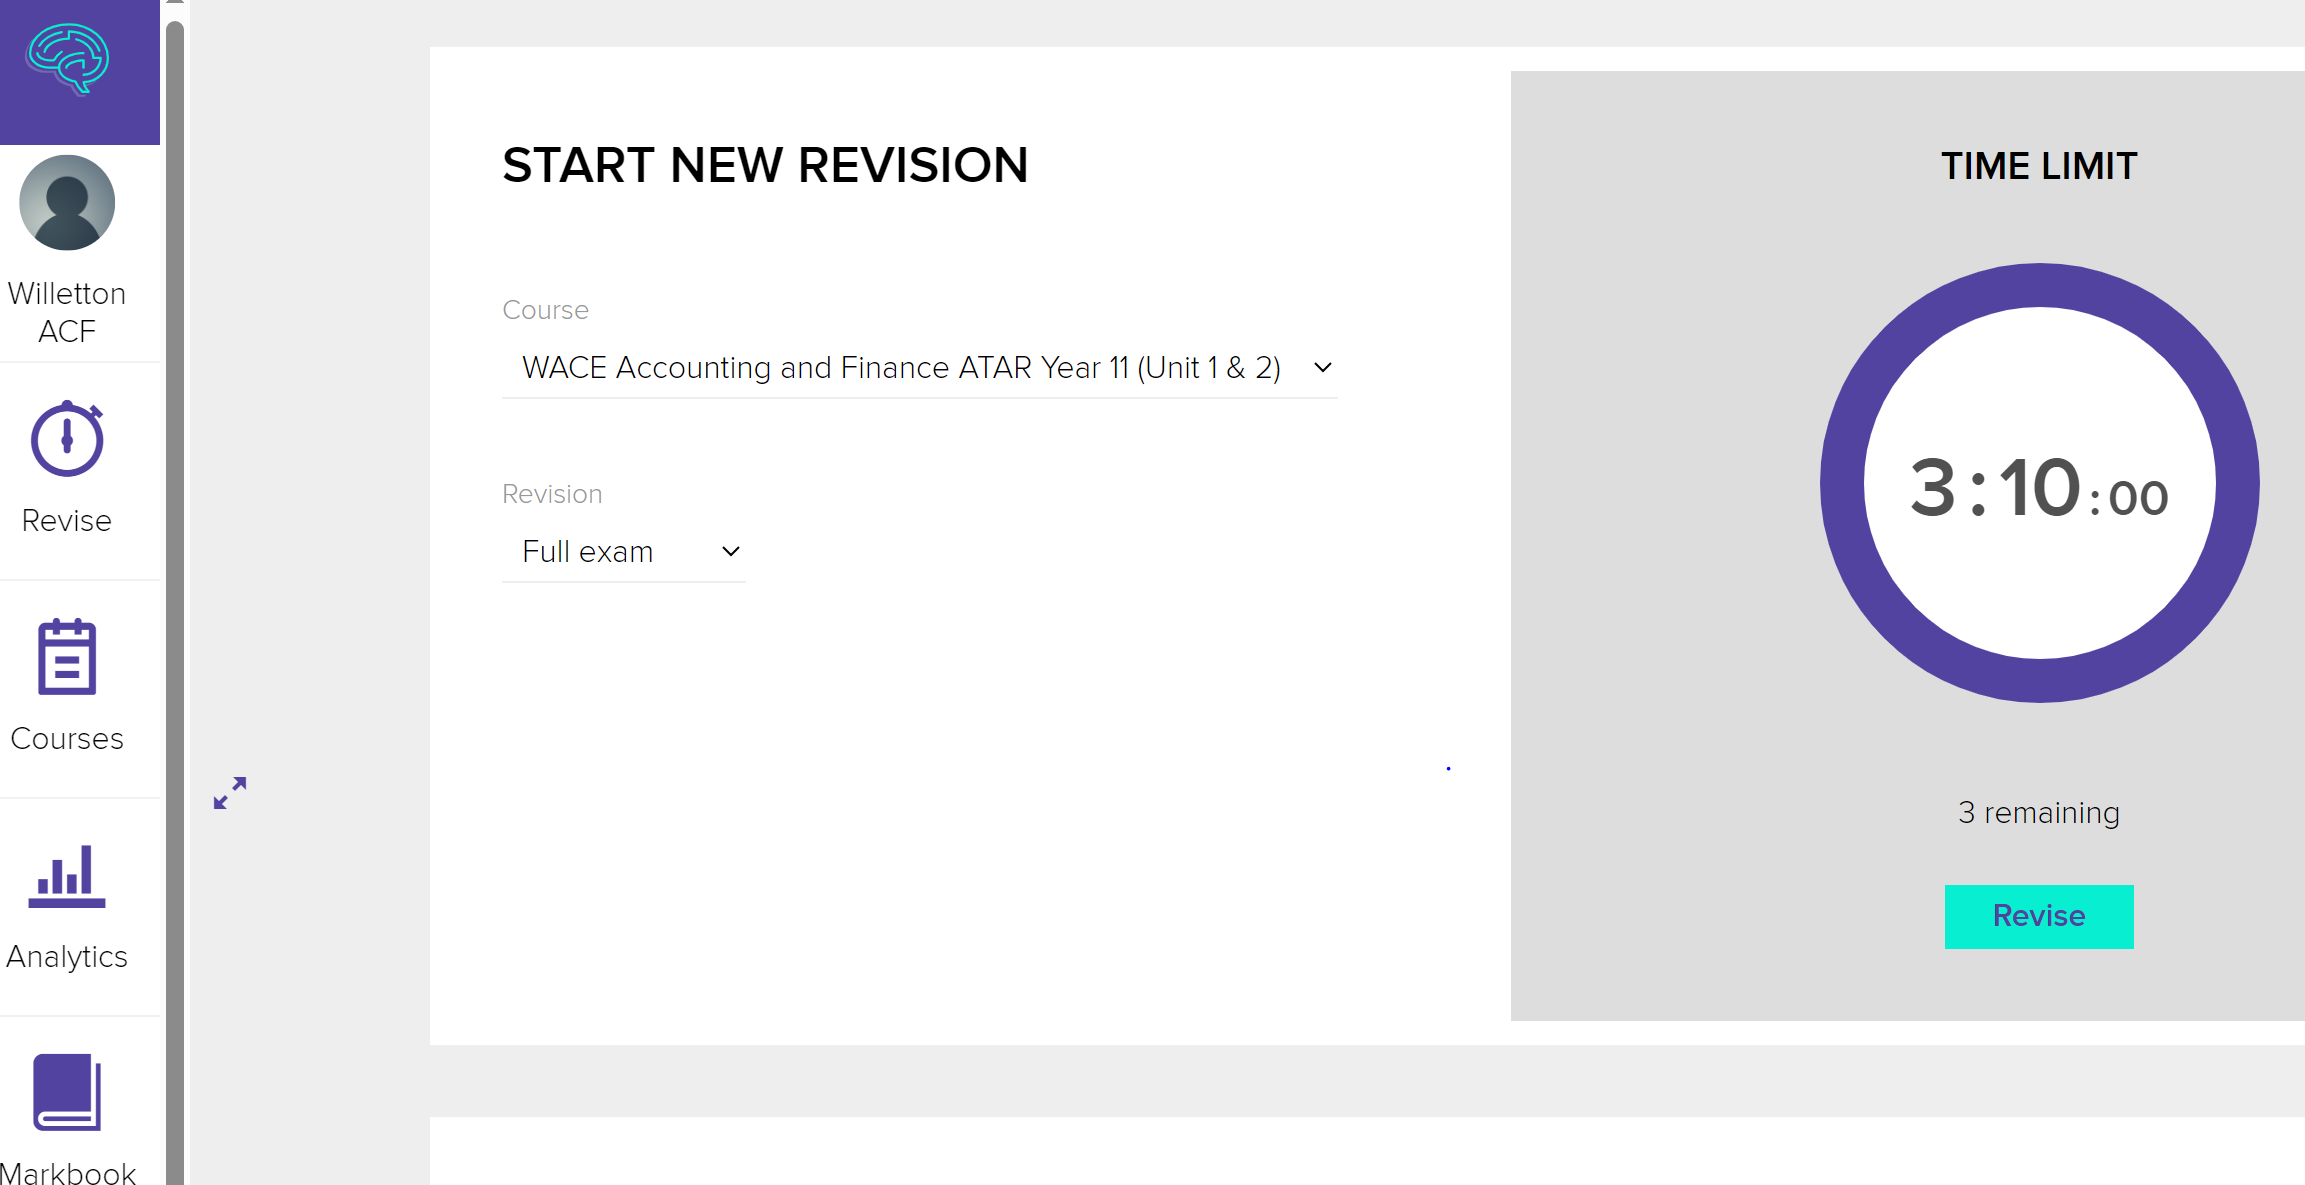 Willetton
ACF
Revise
Courses
Analytics
Markbook
START NEW REVISION
Course
WACE Accounting and Finance ATAR Year 11 (Unit 1 & 2)
Revision
Full exam
TIME LIMIT
3:10:00
3 remaining
Revise